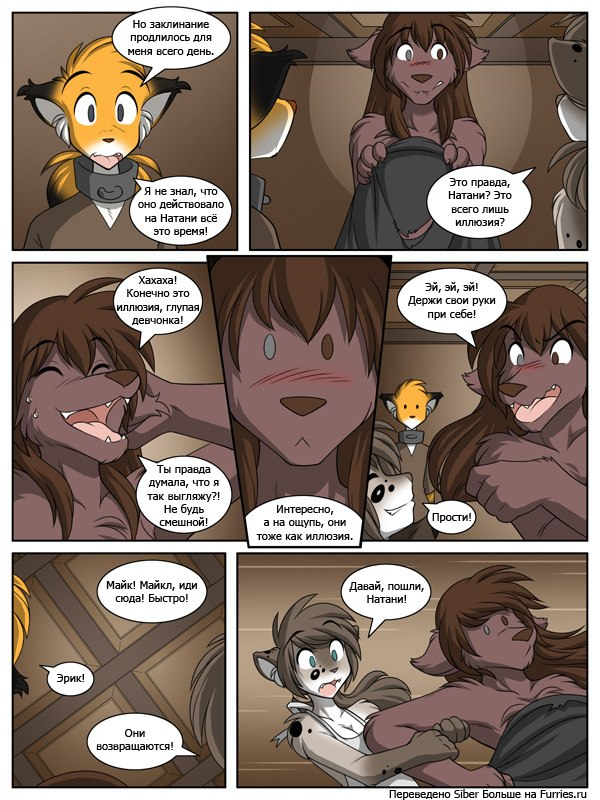 Но заклинание
продлилось для
меня всего день.
Я не знал, что
оно действовало
на Натани всё
это время!
Это правда,
Натани? Это
всего лишь
иллюзия?
Хахаха!
Конечно это
иллюзия, глупая
девчонка!
Ты правда
думала, что я
так выгляжу?!
Не будь
смешной!
Интересно,
а на ощупь, они
тоже как иллюзия.
Эй, эй, эй!
Держи свои руки
при себе!
Прости!
Майк! Майкл, иди
сюда! Быстро!
Эрик!
Они
возвращаются!
Давай, пошли,
Натани!
Переведено Siber Больше на Furries.ru